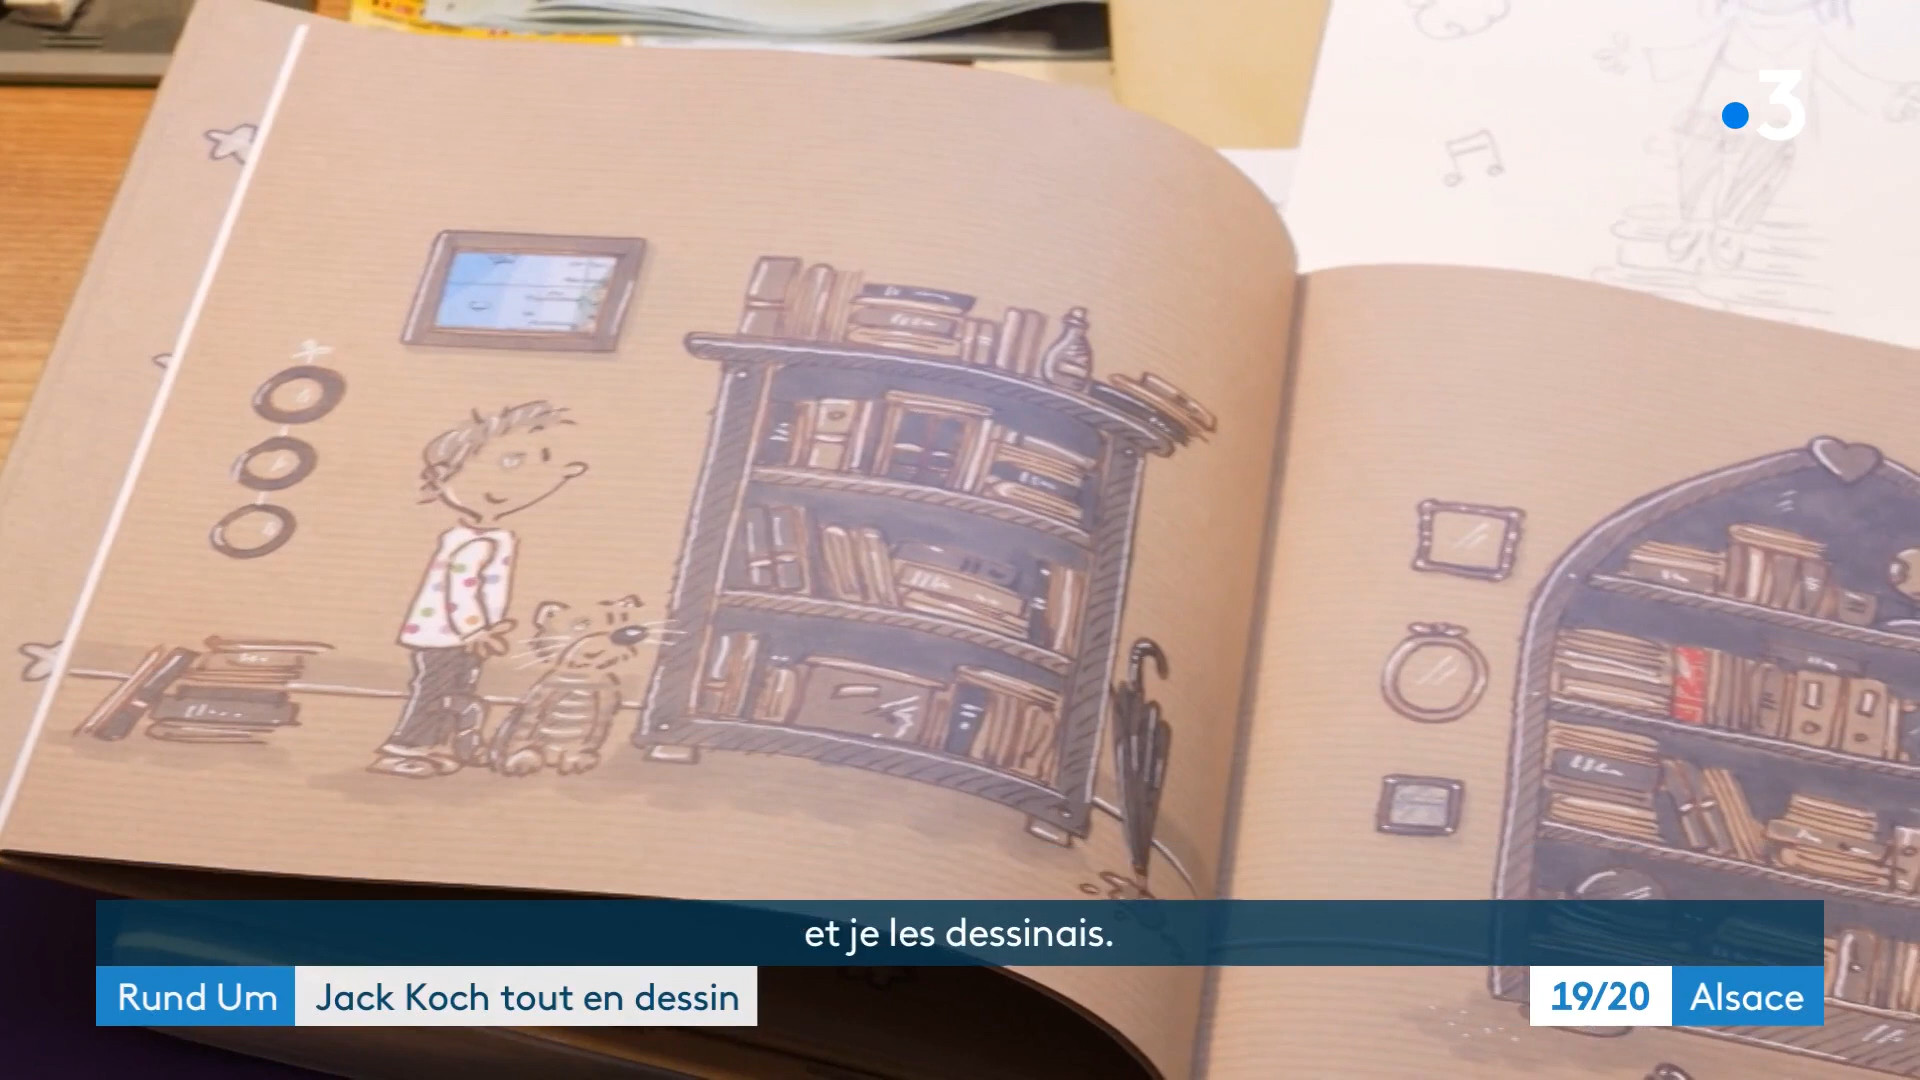 3
et je les dessinais.
Rund Um
Jack Koch tout en dessin
19/20
Alsace